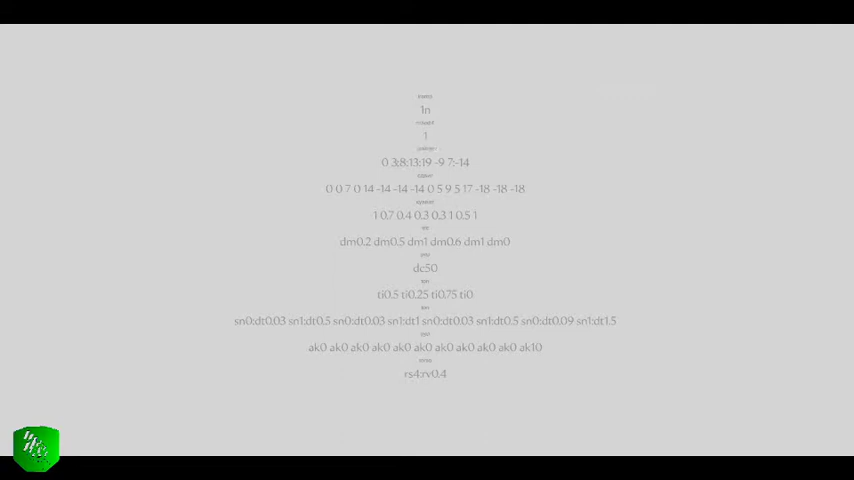 1n
1
0 3;8;13;19 -9 7;-14
0 0 7 0 14 -14 -14 -14 0 5 9 5 17 -18 -18 -18
1 0.7 0.4 0.3 0.3 1 0.5 1
dm0.2 dm0.5 dm1 dm0.6 dm1 dm0
dc50
ti0.5 ti0.25 ti0.75 ti0
sn0:dt0.03 sn1:dt0.5 sn0:dt0.03 sn1:dt1 sn0:dt0.03 sn1:dt0.5 sn0:dt0.09 sn1:dt1.5
ak0 ak0 ak0 ak0 ak0 ak0 ak0 ak0 ak0 ak0 ak10
rs4:rv0.4